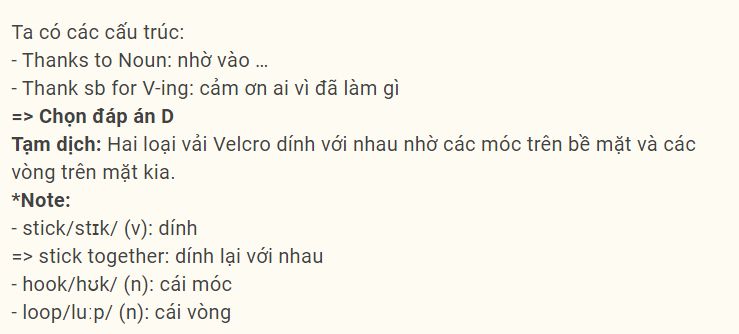 Ta có các cấu trúc:
- Thanks to Noun: nhờ vào ...
- Thank sb for V-ing: cảm ơn ai vì đã làm gì
=> Chọn đáp án D
Tạm dịch: Hai loại vải Velcro dính với nhau nhờ các móc trên bề mặt và các
vòng trên mặt kia.
*Note:
- stick/stɪk/ (v): dính
=> stick together: dính lại với nhau
- hook/hʊk/ (n): cái móc
- loop/luːp/ (n): cái vòng